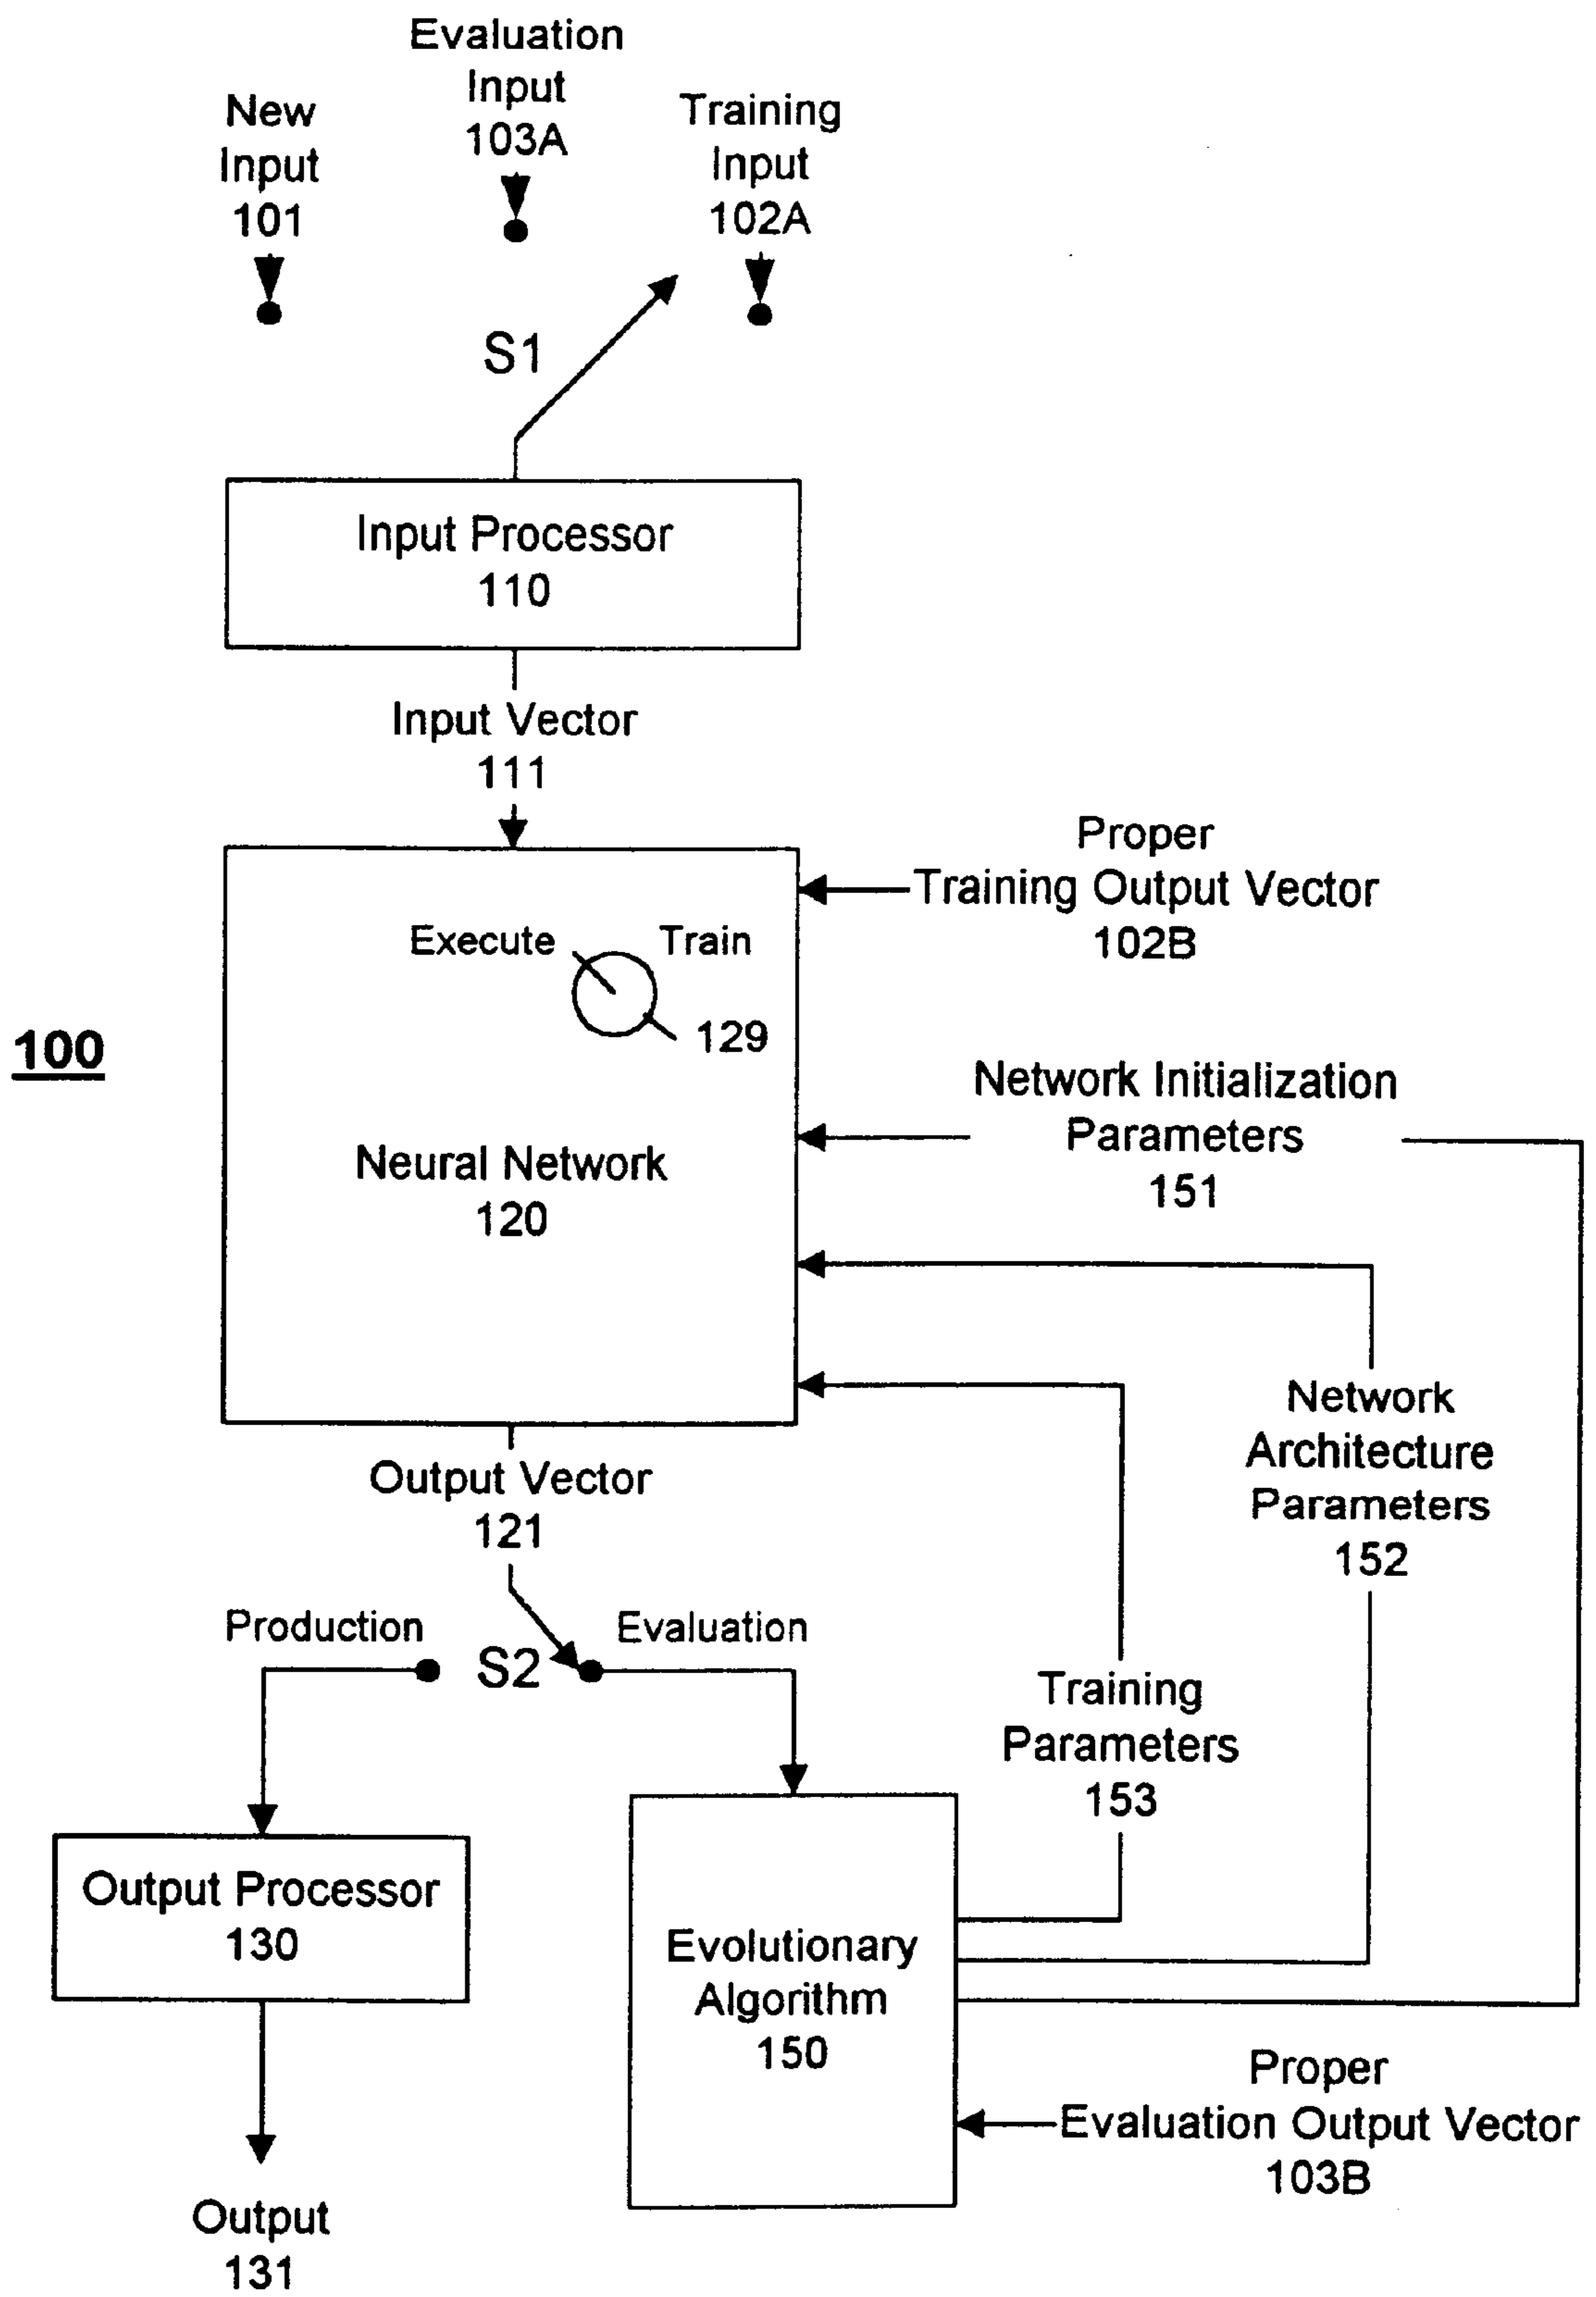 Evaluation
Input
103A
New
Input
101
Training
Input
102A
S1
Input Processor
110
Input Vector
111
Proper
Training Output Vector
102B
Execute
Train
129
100
Network Initialization
Parameters
151
Neural Network
120
Network
Architecture
Parameters
152
Output Vector
121
Production
S2
Evaluation
Training
Parameters
153
Output Processor
130
Evolutionary
Algorithm
150
Proper
Evaluation Output Vector
103B
Output
131